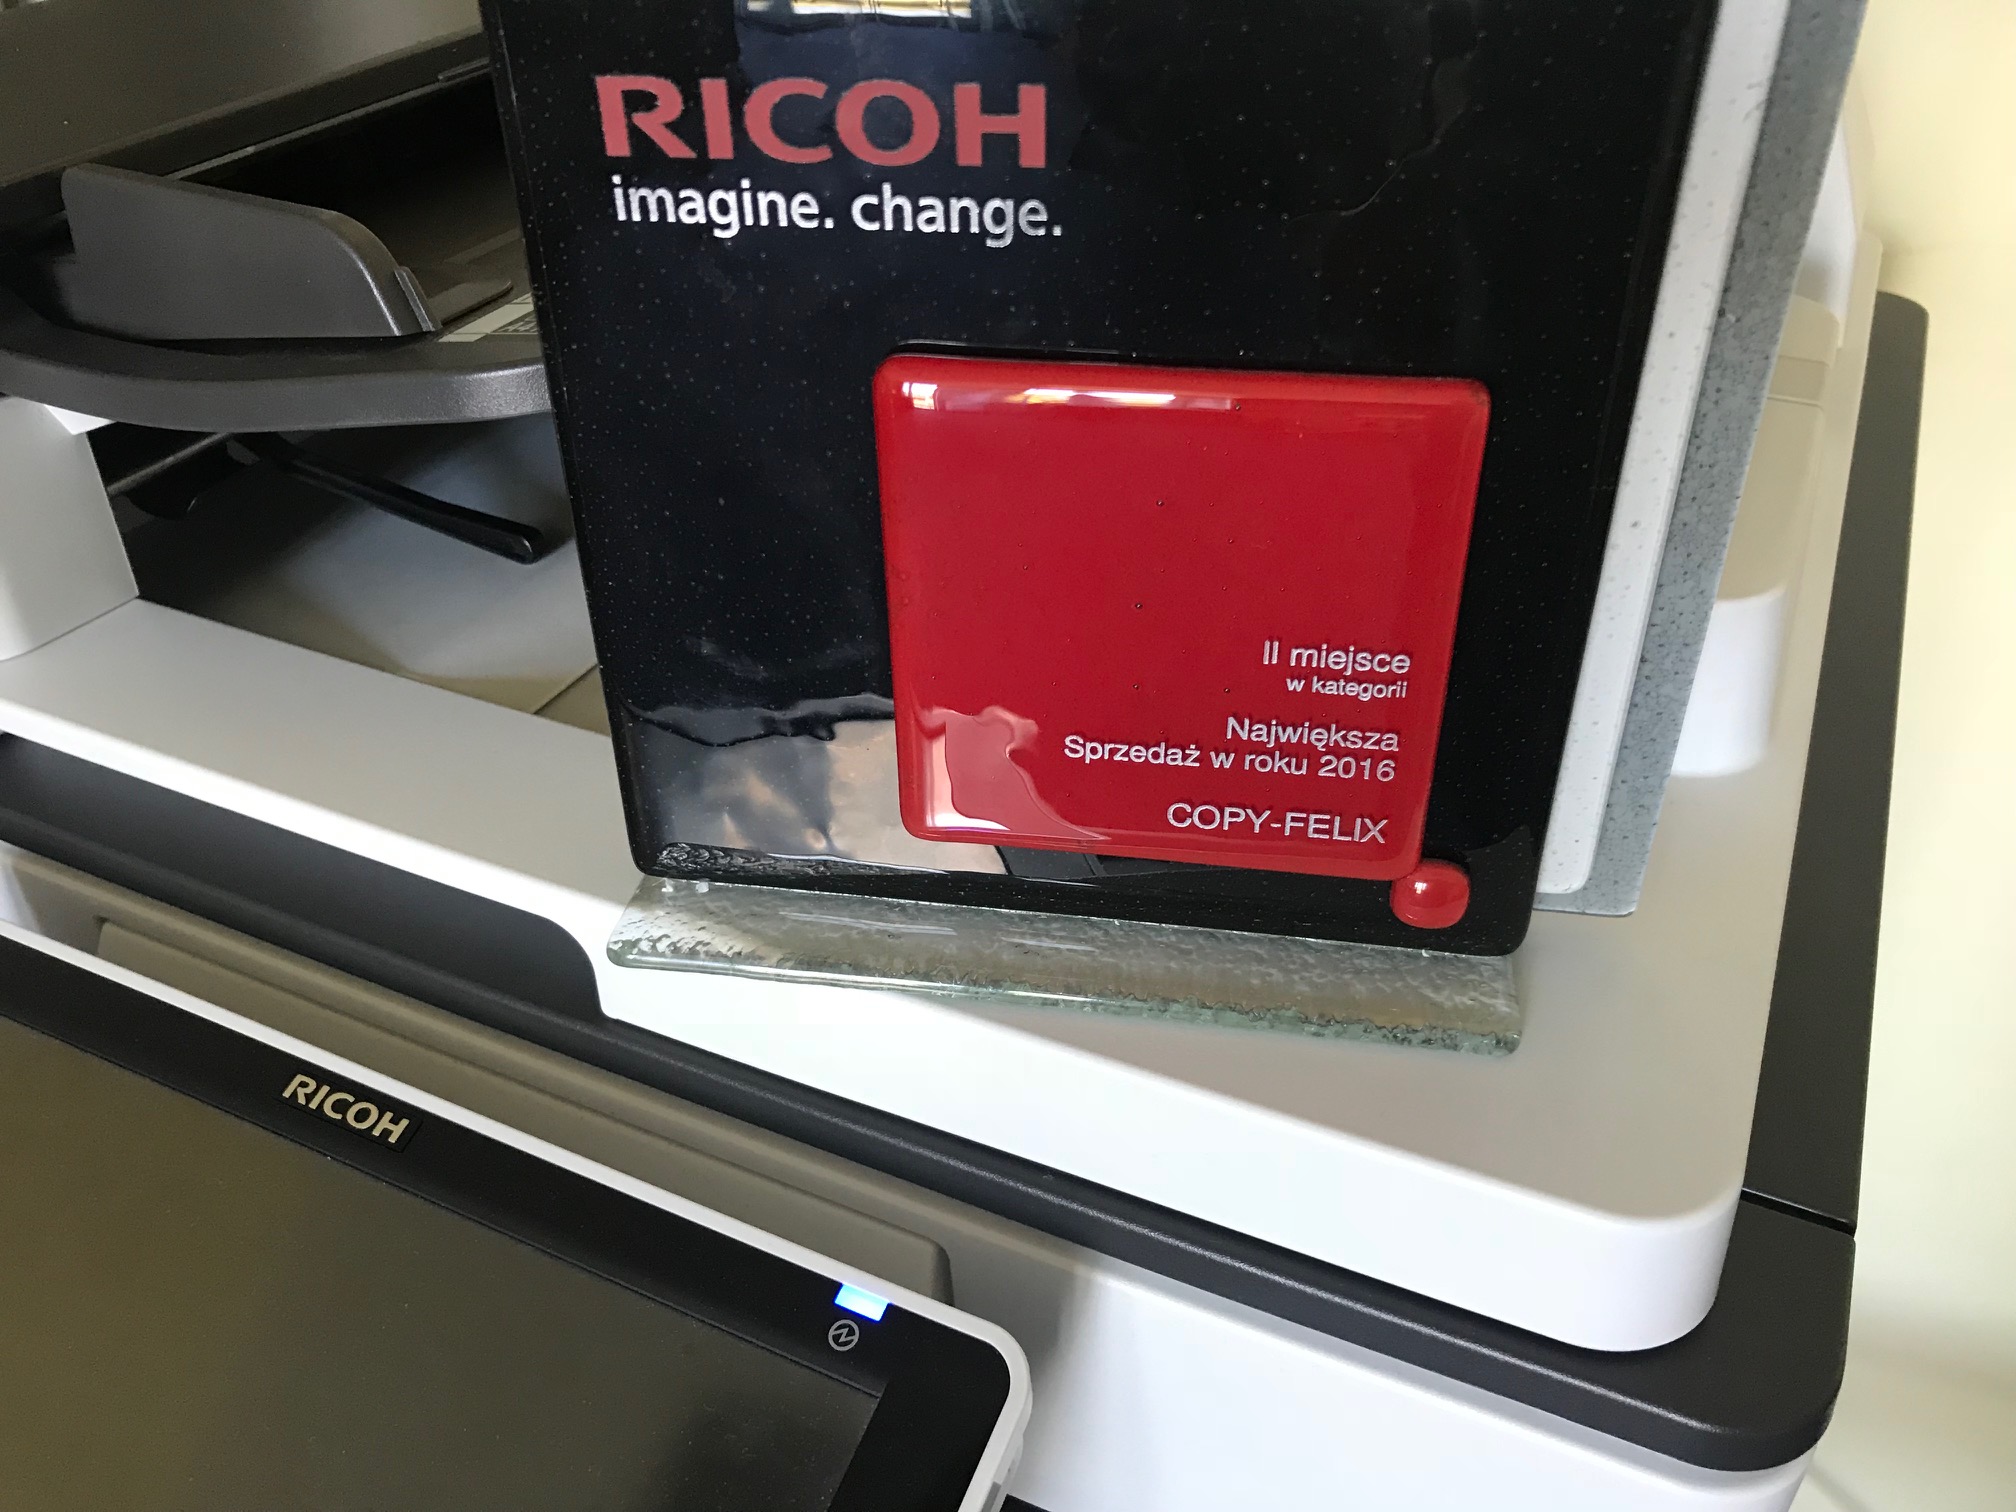 RICOH
imagine. change.
II miejsce
w kategorii
Największa
Sprzedaż w roku 2016
COPY-FELIX
RICOH